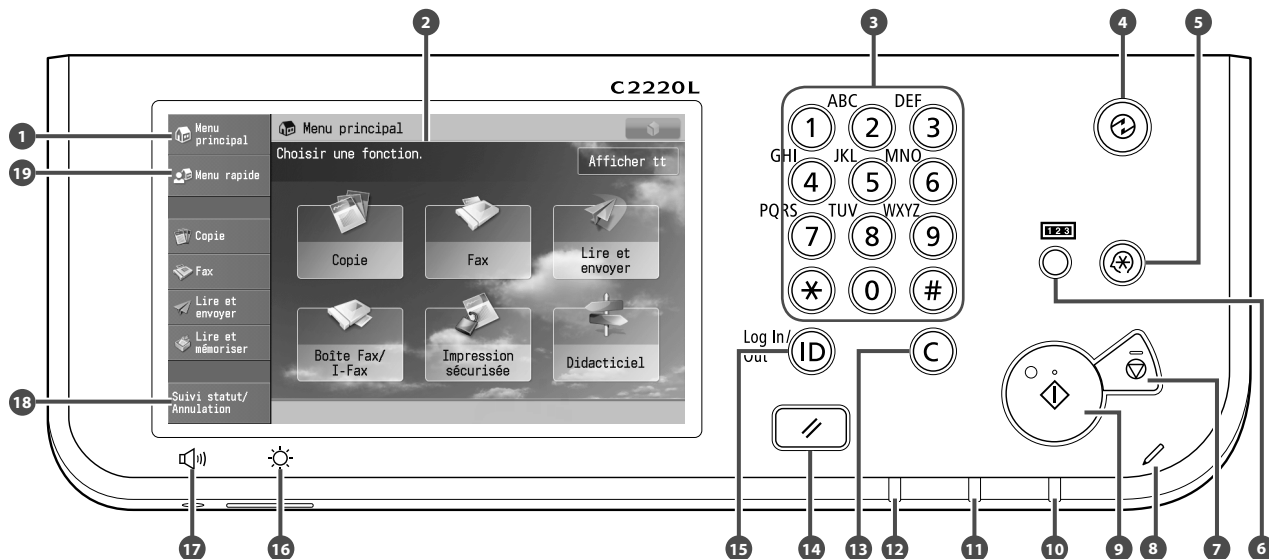 2
3
4
5
C2220L
1
Menu principal
Menu principal
Choisir une fonction.
Afficher tt
19
Menu rapide
Copie
Fax
Lire et envoyer
Lire et mémoriser
Suivi statut/ Annulation
18
Copie
Fax
Lire et envoyer
Boîte Fax/ I-Fax
Impression sécurisée
Didacticiel
ABC
DEF
1
2
3
GHI
JKL
MNO
4
5
6
PQRS
TUV
WXYZ
7
8
9
0
#
Log In/ Out
ID
C
1 2 3
17
16
15
14
13
12
11
10
9
8
7
6